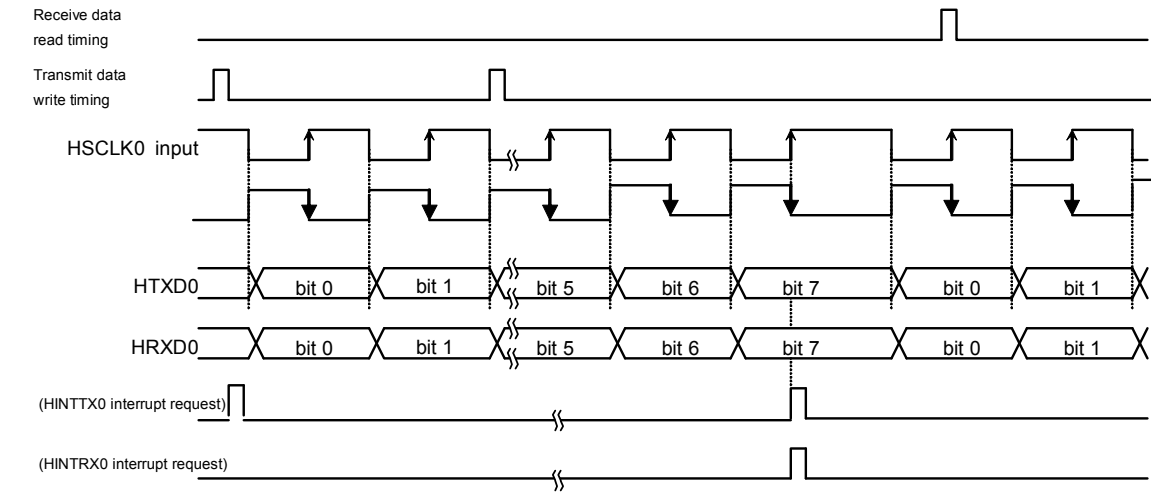 Receive data
read timing
Transmit data
write timing
HSCLK0 input
HTXD0 bit 0 bit 1 bit 5 bit 6 bit 7 bit 0 bit 1
HRXD0 bit 0 bit 1 bit 5 bit 6 bit 7 bit 0 bit 1
(HINTTX0 interrupt request)
(HINTRX0 interrupt request)